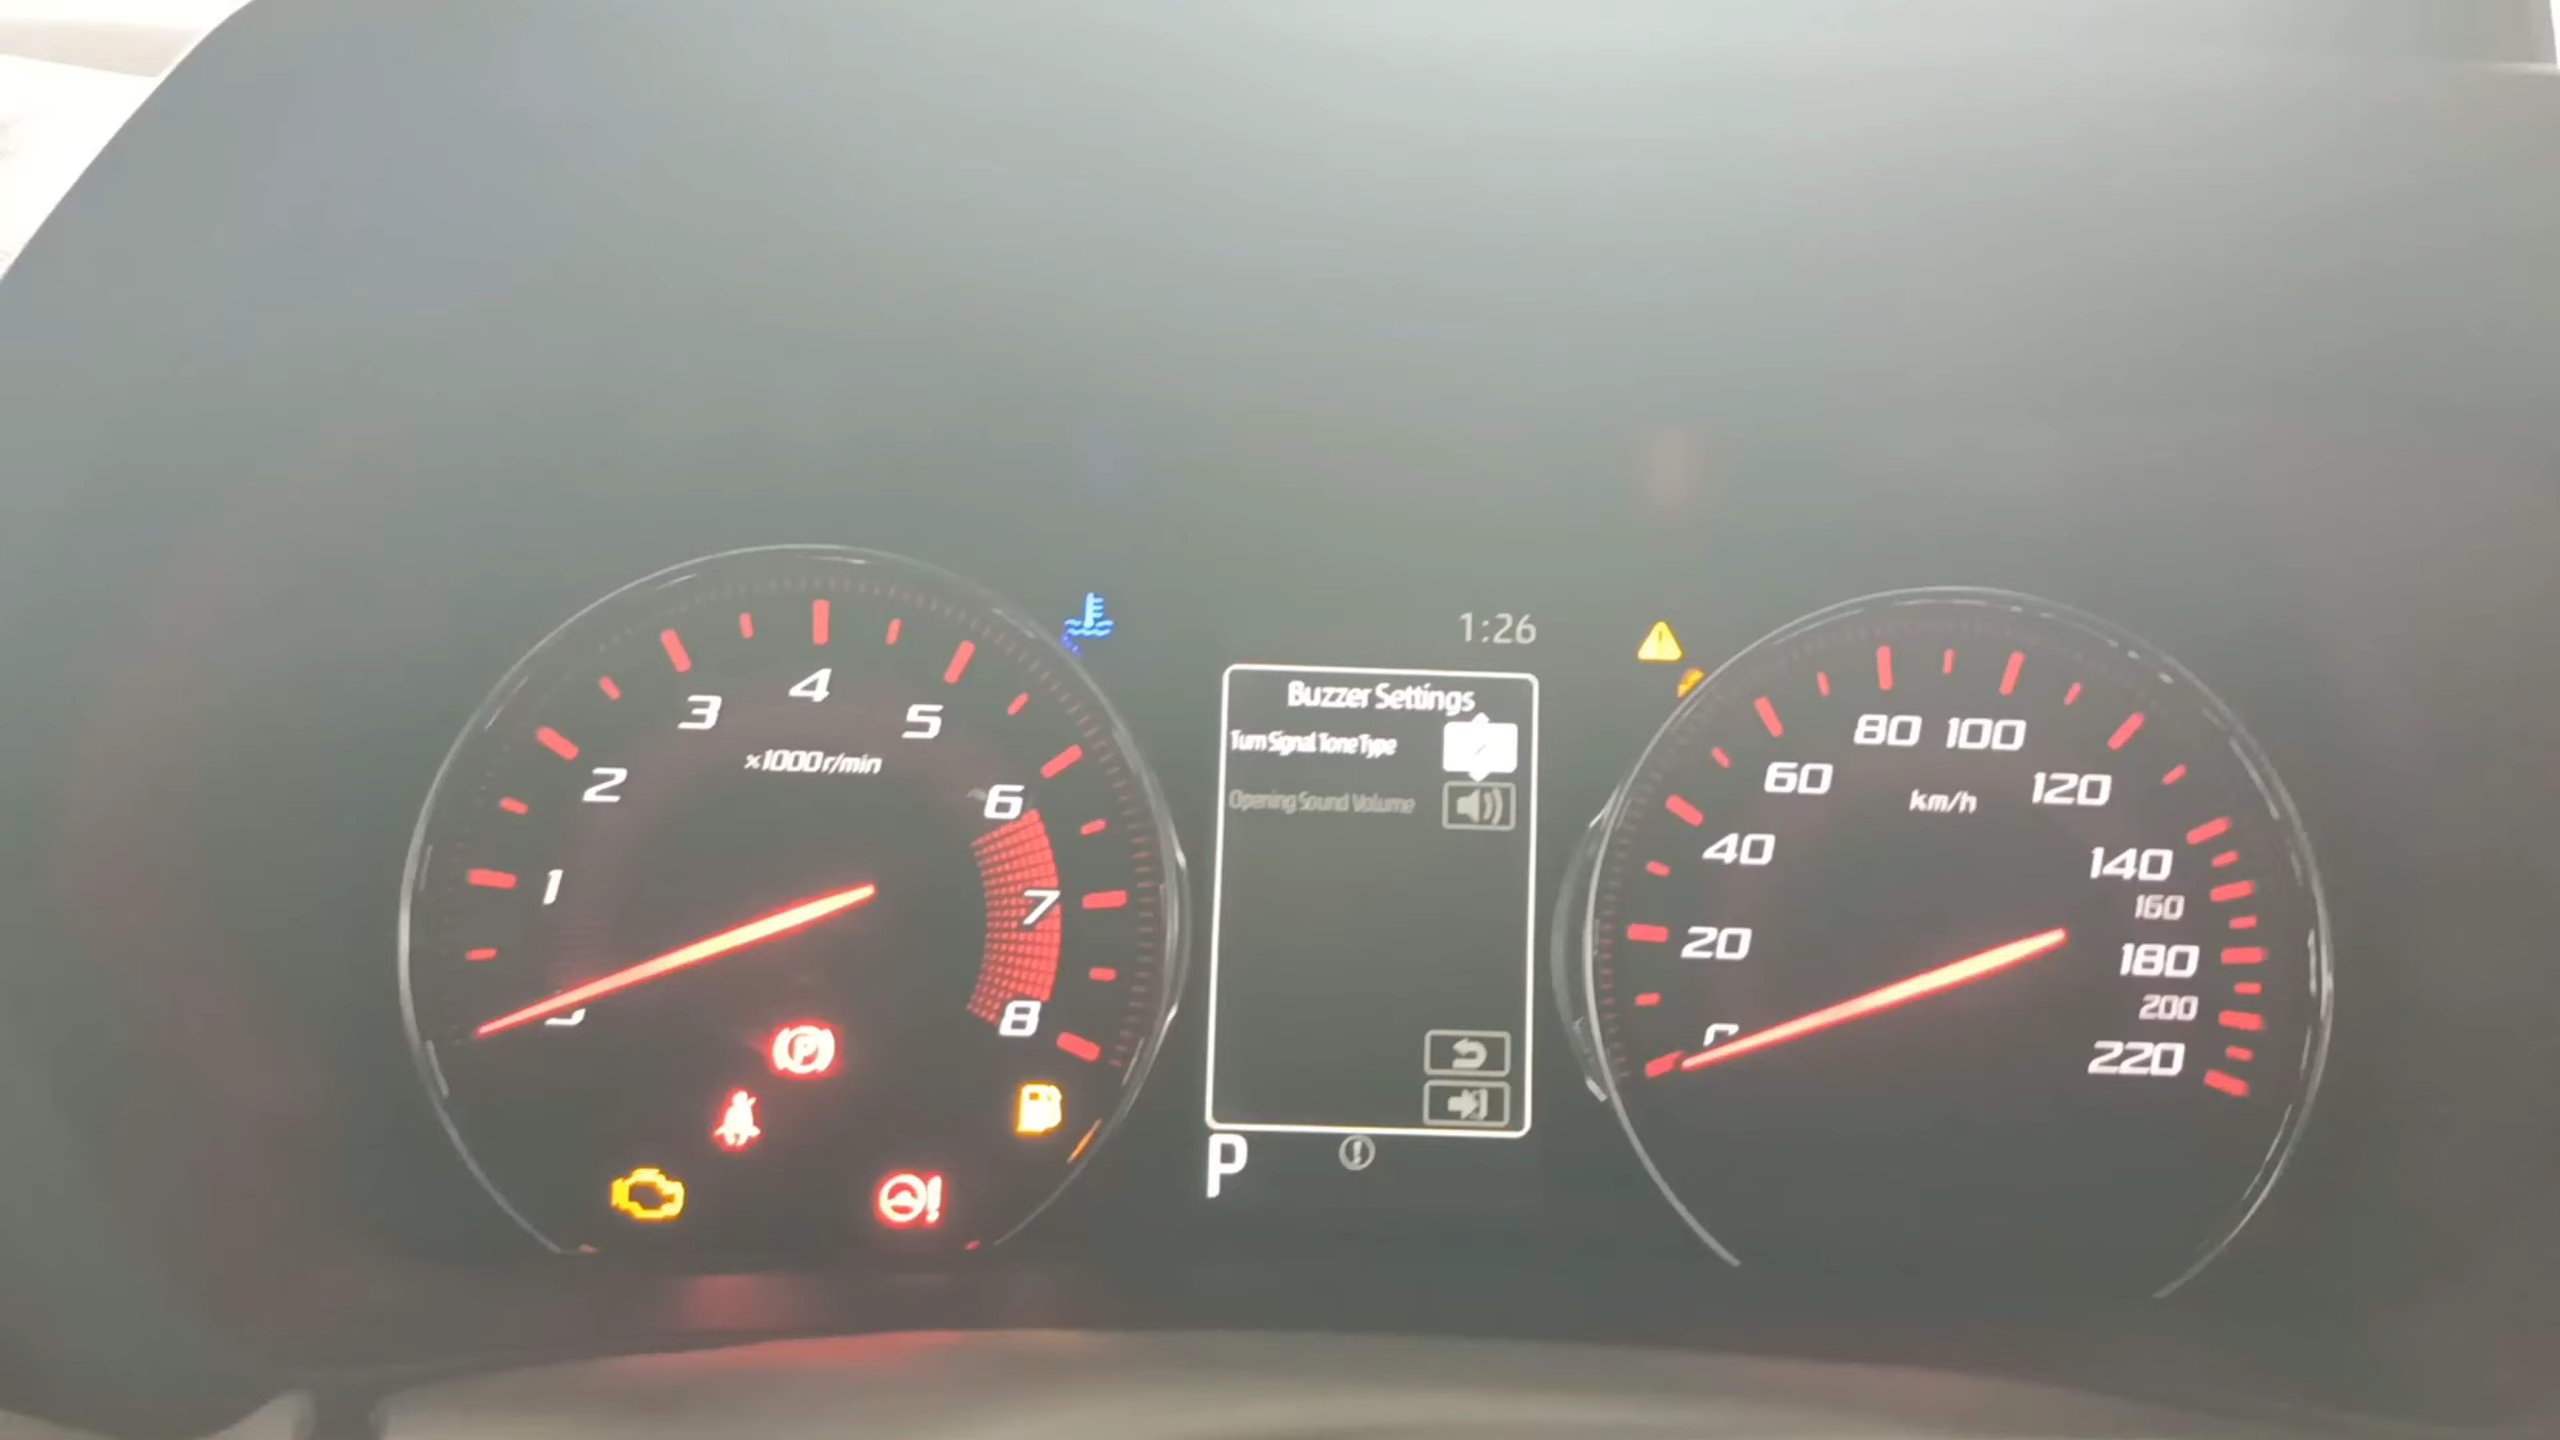 1:26
Buzzer Settings
Turn Signal Tone Type
Opening Sound Volume
1
2
3
4
5
6
7
8
x1000r/min
P
20
40
60
80
100
120
140
160
180
200
220
km/h
P